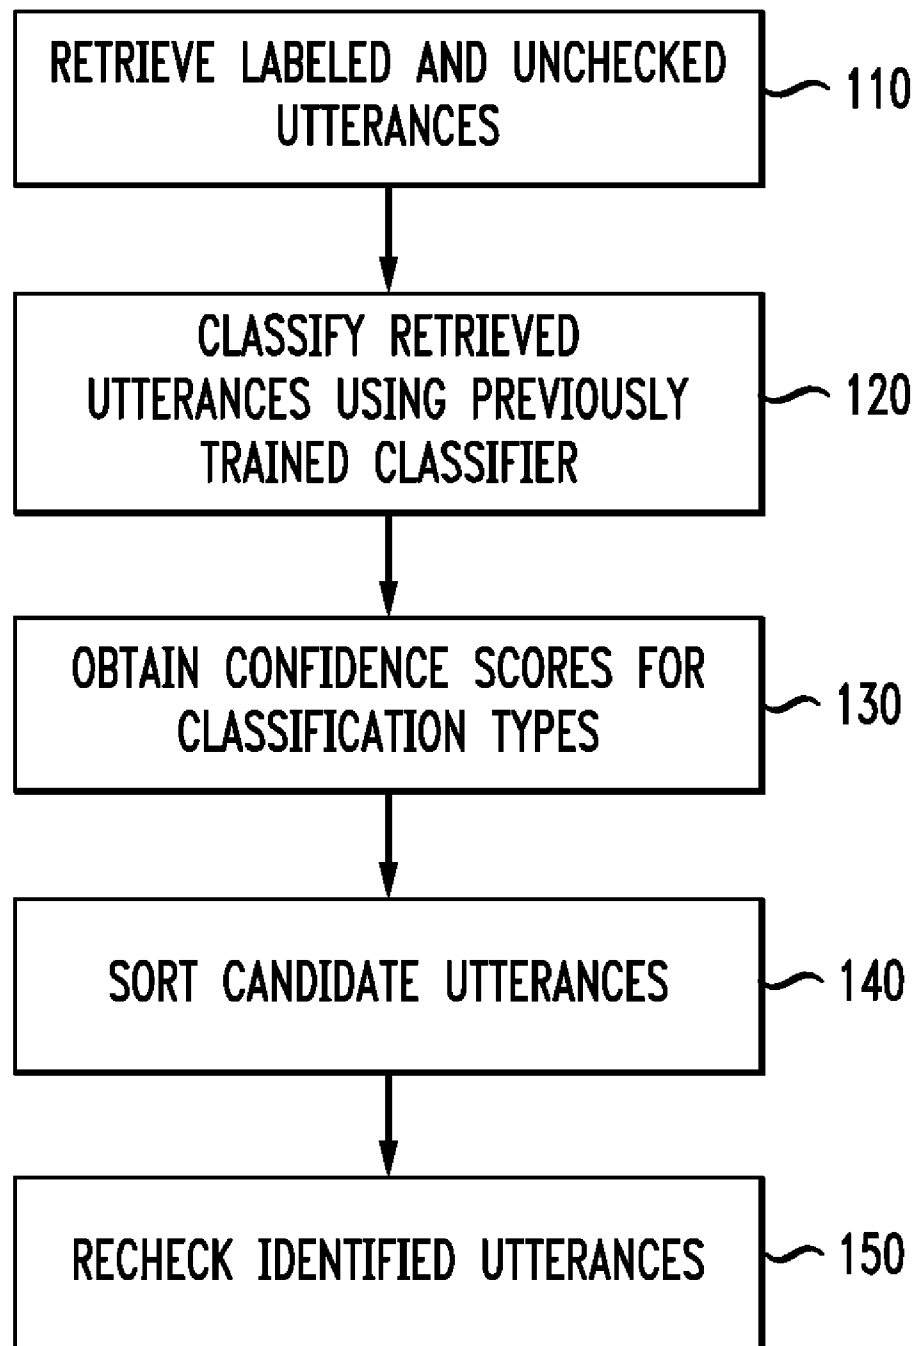 RETRIEVE LABELED AND UNCHECKED
UTTERANCES
110
CLASSIFY RETRIEVED
UTTERANCES USING PREVIOUSLY
TRAINED CLASSIFIER
120
OBTAIN CONFIDENCE SCORES FOR
CLASSIFICATION TYPES
130
SORT CANDIDATE UTTERANCES
140
RECHECK IDENTIFIED UTTERANCES
150